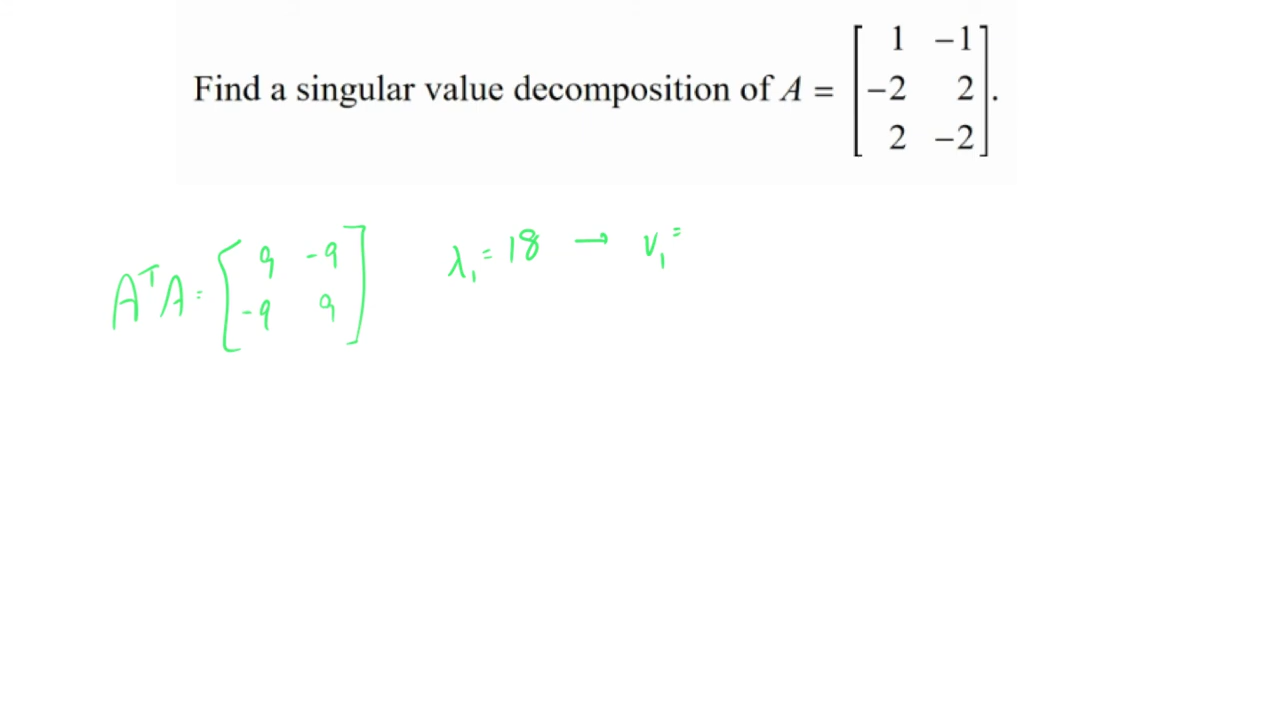 Find a singular value decomposition of A = [ 1 −1
−2 2
2 −2 ].
AᵀA = [ 9 -9
-9 9 ] λ₁ = 18 → v₁ =